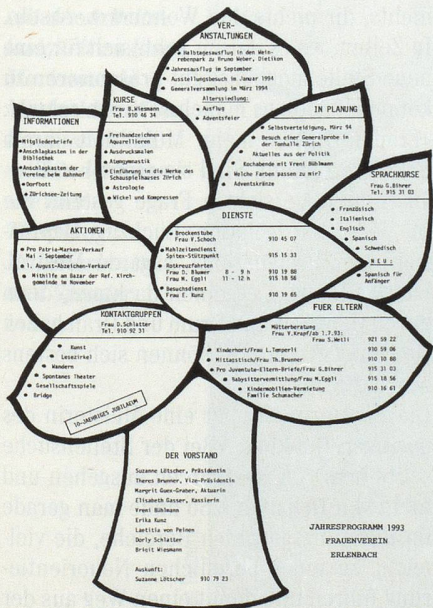 VER-
ANSTALTUNGEN
Halbtagesausflug in den Wein-
rebenpark zu Bruno Weber, Dietikon
Jahresausflug im September
Ausstellungsbesuch im Januar 1994
Generalversammlung im März 1994
Alterssiedlung:
Ausflug
Adventsfeier
KURSE
Frau B.Wiesmann
Tel. 910 46 34
Freihandzeichnen und
Aquarellieren
Ausdrucksmalen
Atemgymnastik
Einführung in die Werke des
Schauspielhauses Zürich
Astrologie
Wickel und Kompressen
IN PLANUNG
Selbstverteidigung, März 94
Besuch einer Generalprobe in
der Tonhalle Zürich
Aktuelles aus der Politik
Kochabende mit Vreni Bühlmann
Welche Farben passen zu mir?
Adventskränze
INFORMATIONEN
Mitgliederbriefe
Anschlagkasten in der
Bibliothek
Anschlagkasten der
Vereine beim Bahnhof
Dorfbott
Zürichsee-Zeitung
SPRACHKURSE
Frau G.Bihrer
Tel. 915 31 03
Französisch
Italienisch
Englisch
Spanisch
Schwedisch
NEU:
Spanisch für
Anfänger
AKTIONEN
Pro Patria-Marken-Verkauf
Mai - September
1. August-Abzeichen-Verkauf
Mithilfe am Bazar der Ref. Kirch-
gemeinde im November
DIENSTE
Brockenstube
Frau V.Schoch 910 45 07
Mahlzeitendienst
Spitex-Stützpunkt 915 15 33
Rotkreuzfahrten
Frau D. Blumer 8 - 9 h 910 19 88
Frau M. Eggli 11 - 12 h 915 18 56
Besuchsdienst
Frau E. Kunz 910 39 65
KONTAKTGRUPPEN
Frau D.Schlatter
Tel. 910 92 31
Kunst
Lesezirkel
Wandern
Spontanes Theater
Gesellschaftsspiele
Bridge
10-JAEHRIGES JUBILAEUM
FUER ELTERN
Mütterberatung
Frau V.Krapf/ab 1.7.93:
Frau S.Welti 921 59 22
Kinderhort/Frau L.Temperli 910 59 06
Mittagstisch/Frau Th.Brunner 910 10 80
Pro Juventute-Eltern-Briefe/Frau G.Bihrer 915 31 03
Babysittervermittlung/Frau M.Eggli 915 18 56
Kindermobilien-Vermietung
Familie Schumacher 910 16 61
DER VORSTAND
Suzanne Lötscher, Präsidentin
Theres Brunner, Vize-Präsidentin
Margrit Guex-Graber, Aktuarin
Elisabeth Gasser, Kassierin
Vreni Bühlmann
Erika Kunz
Laetitia von Peinen
Dorly Schlatter
Brigit Wiesmann
Auskunft:
Suzanne Lötscher 910 79 23
JAHRESPROGRAMM 1993
FRAUENVEREIN
ERLENBACH